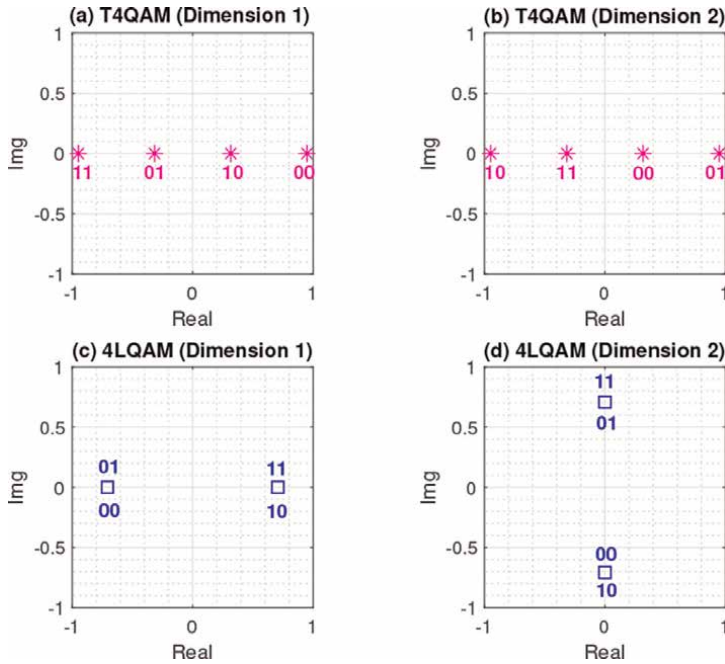 (a) T4QAM (Dimension 1)
1
0.5
0
-0.5
-1
Img
11 01 10 00
-1 0 1
Real
(b) T4QAM (Dimension 2)
1
0.5
0
-0.5
-1
Img
10 11 00 01
-1 0 1
Real
(c) 4LQAM (Dimension 1)
1
0.5
0
-0.5
-1
Img
01 11
00 10
-1 0 1
Real
(d) 4LQAM (Dimension 2)
1
0.5
0
-0.5
-1
Img
11
01
00
10
-1 0 1
Real